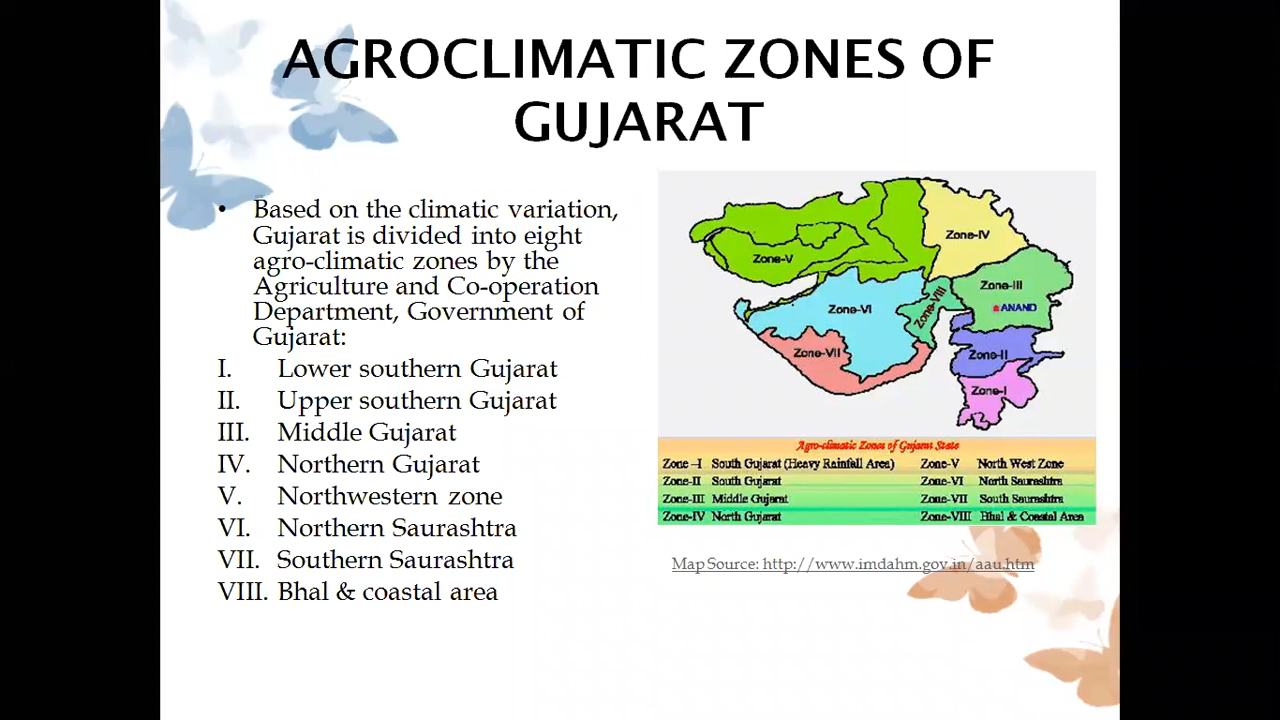 AGROCLIMATIC ZONES OF
GUJARAT
• Based on the climatic variation,
Gujarat is divided into eight
agro-climatic zones by the
Agriculture and Co-operation
Department, Government of
Gujarat:
I. Lower southern Gujarat
II. Upper southern Gujarat
III. Middle Gujarat
IV. Northern Gujarat
V. Northwestern zone
VI. Northern Saurashtra
VII. Southern Saurashtra
VIII. Bhal & coastal area
Zone-IV
Zone-V
Zone-III
ANAND
Zone-VIII
Zone-VI
Zone-VII
Zone-II
Zone-I
Agro-climatic Zones of Gujarat State
Zone -I South Gujarat (Heavy Rainfall Area) Zone-V North West Zone
Zone-II South Gujarat Zone-VI North Saurashtra
Zone-III Middle Gujarat Zone-VII South Saurashtra
Zone-IV North Gujarat Zone-VIII Bhal & Coastal Area
Map Source: http://www.imdahm.gov.in/aau.htm